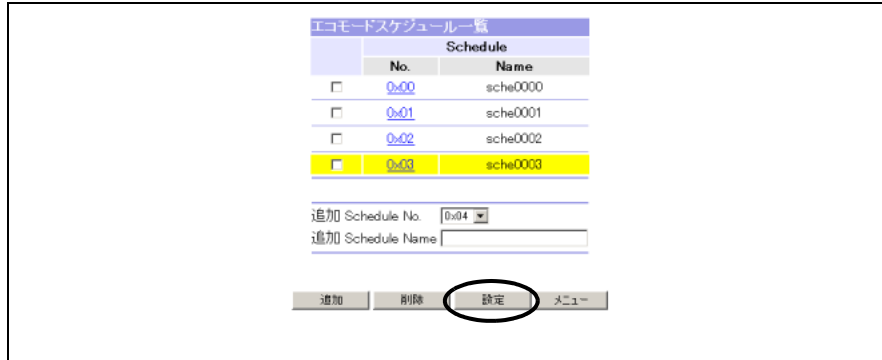 エコモードスケジュール一覧
Schedule
No. Name
0x00 sche0000
0x01 sche0001
0x02 sche0002
0x03 sche0003
追加 Schedule No. 0x04
追加 Schedule Name
追加 削除 設定 メニュー